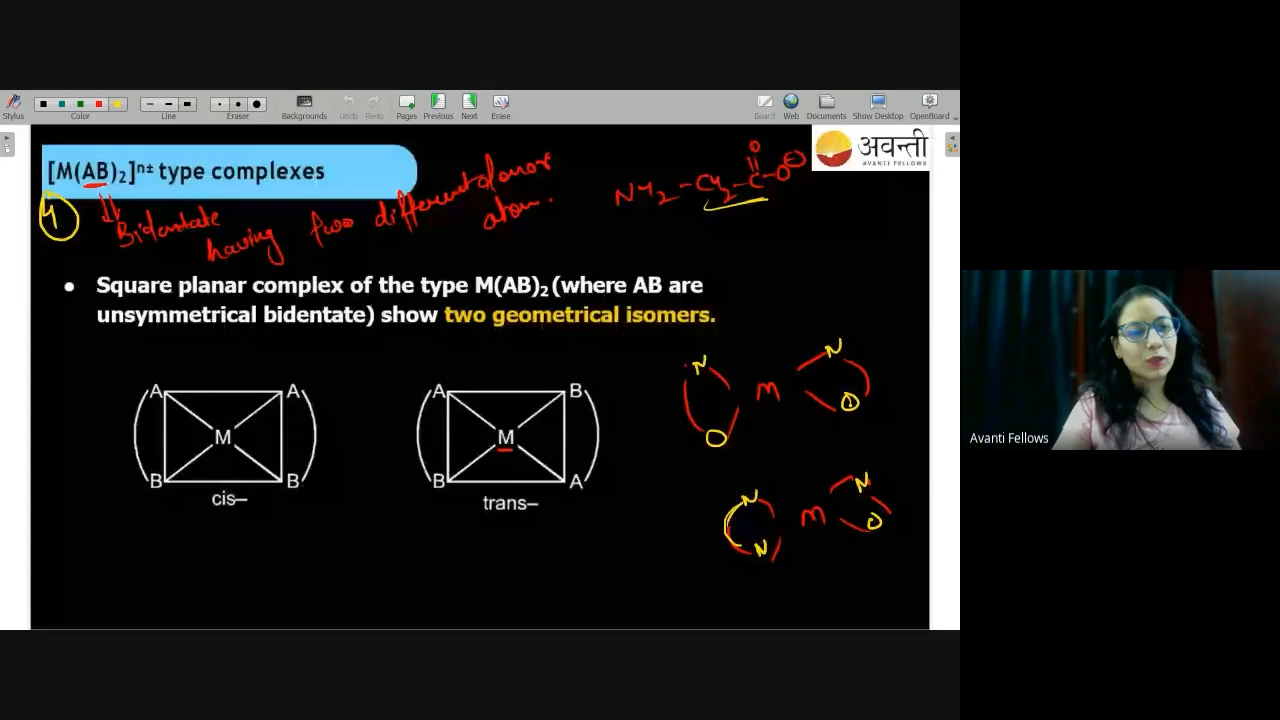 Stylus
Color
Line
Eraser
Backgrounds
Undo
Redo
Pages
Previous
Next
Erase
Board
Web
Documents
Show Desktop
OpenBoard
[M(AB)₂]ⁿ± type complexes
अवन्ती
AVANTI FELLOWS
4
Bidentate
having two different donor
atom.
NH₂ - CH₂ - C - O⊖
O
• Square planar complex of the type M(AB)₂ (where AB are
unsymmetrical bidentate) show two geometrical isomers.
A A
M
B B
cis–
A B
M
B A
trans–
N M N
O O
N M N
N O
Avanti Fellows